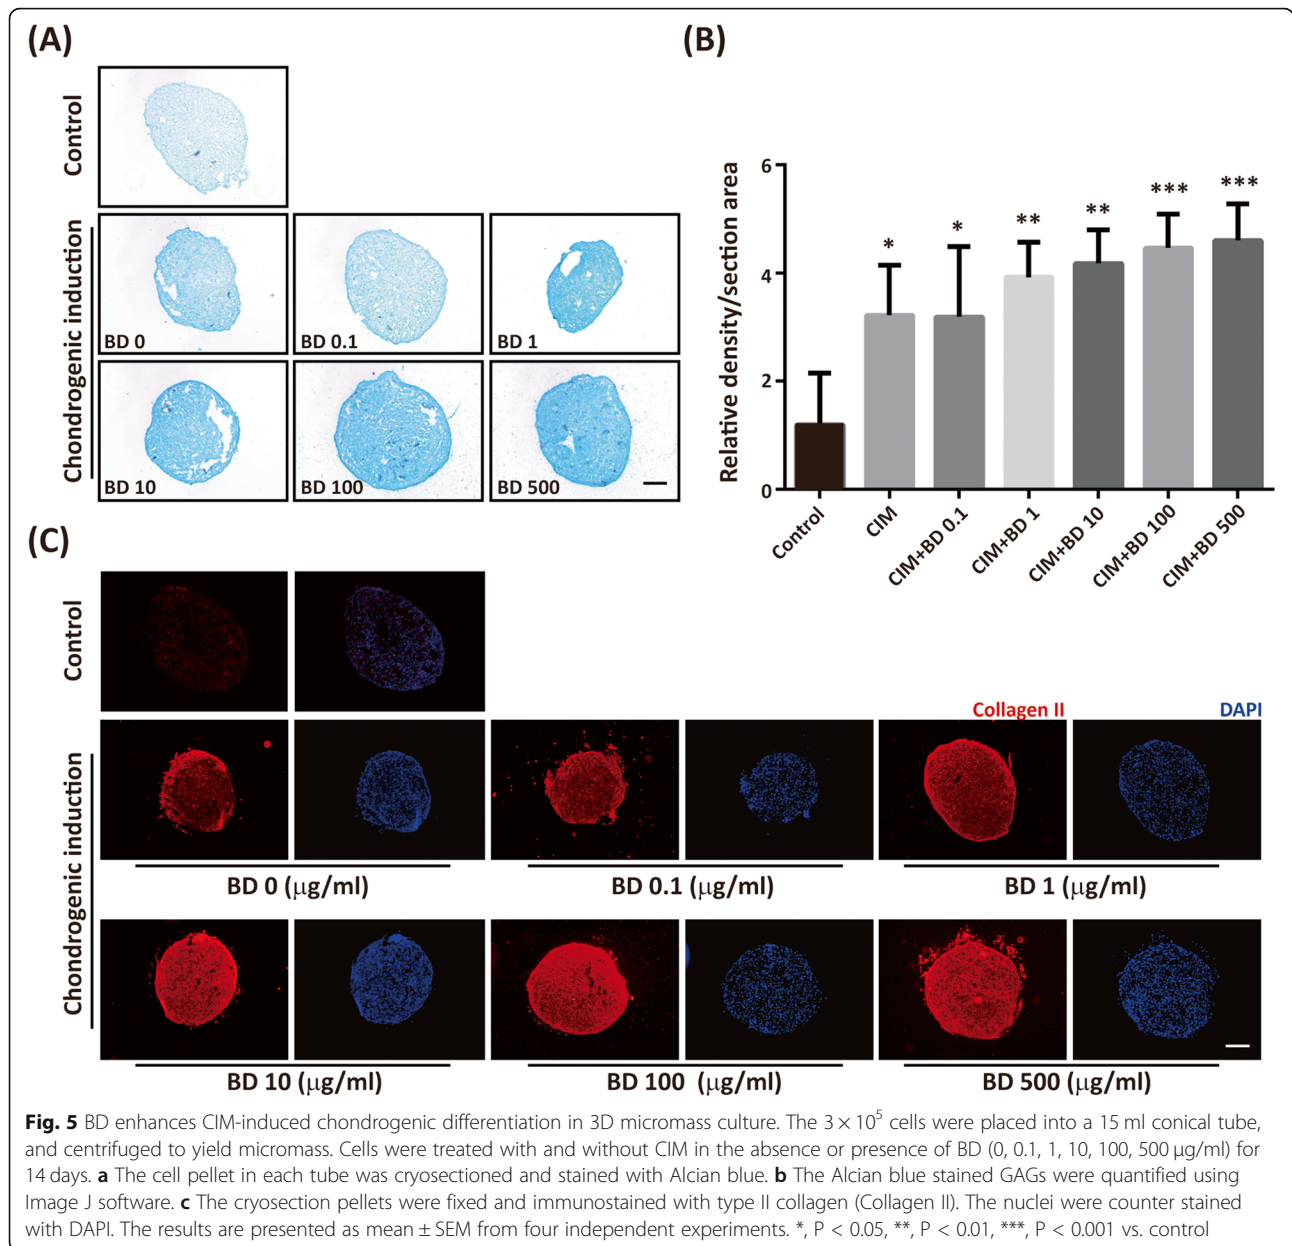 (A)
Control
Chondrogenic induction
BD 0
BD 0.1
BD 1
BD 10
BD 100
BD 500
(B)
Relative density/section area
6
4
2
0
*
*
**
**
***
***
Control
CIM
CIM+BD 0.1
CIM+BD 1
CIM+BD 10
CIM+BD 100
CIM+BD 500
(C)
Control
Chondrogenic induction
Collagen II
DAPI
BD 0 (µg/ml)
BD 0.1 (µg/ml)
BD 1 (µg/ml)
BD 10 (µg/ml)
BD 100 (µg/ml)
BD 500 (µg/ml)
Fig. 5 BD enhances CIM-induced chondrogenic differentiation in 3D micromass culture. The 3 × 10⁵ cells were placed into a 15 ml conical tube,
and centrifuged to yield micromass. Cells were treated with and without CIM in the absence or presence of BD (0, 0.1, 1, 10, 100, 500 µg/ml) for
14 days. a The cell pellet in each tube was cryosectioned and stained with Alcian blue. b The Alcian blue stained GAGs were quantified using
Image J software. c The cryosection pellets were fixed and immunostained with type II collagen (Collagen II). The nuclei were counter stained
with DAPI. The results are presented as mean ± SEM from four independent experiments. *, P < 0.05, **, P < 0.01, ***, P < 0.001 vs. control